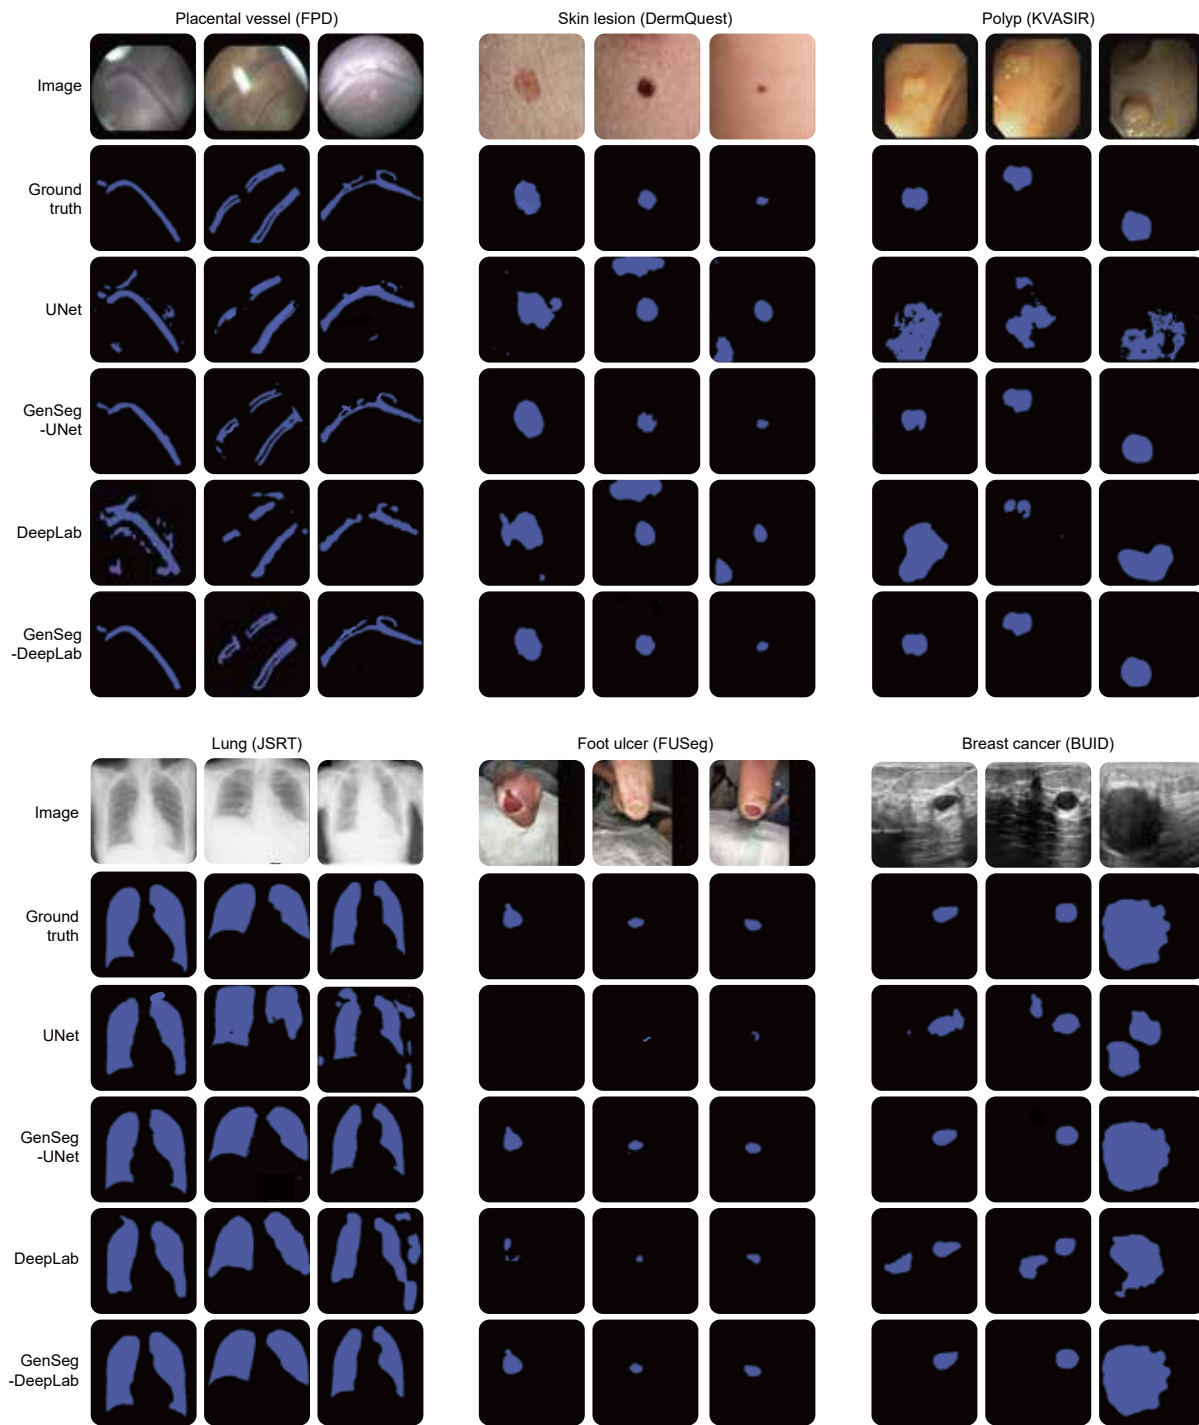 Placental vessel (FPD)
Skin lesion (DermQuest)
Polyp (KVASIR)
Image
Ground
truth
UNet
GenSeg
-UNet
DeepLab
GenSeg
-DeepLab
Lung (JSRT)
Foot ulcer (FUSeg)
Breast cancer (BUID)
Image
Ground
truth
UNet
GenSeg
-UNet
DeepLab
GenSeg
-DeepLab